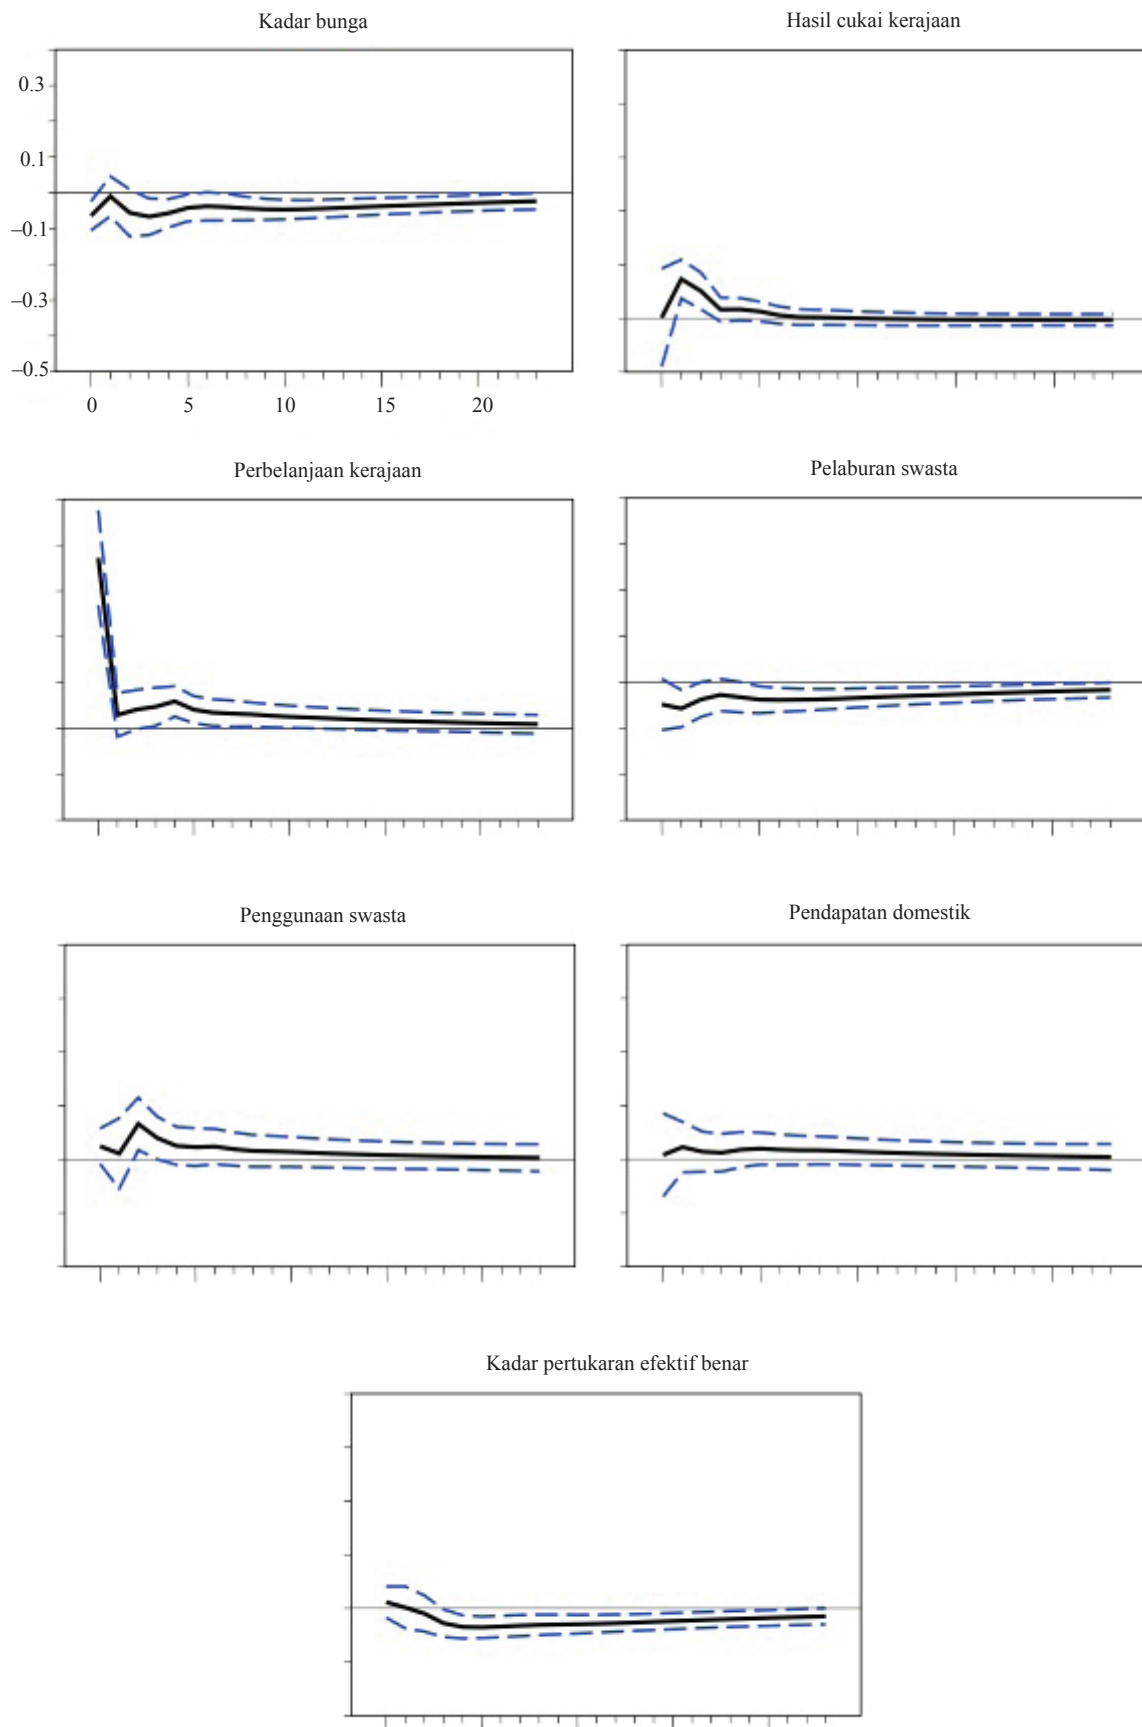 Kadar bunga
Hasil cukai kerajaan
0.3
0.1
–0.1
–0.3
–0.5
0 5 10 15 20
Perbelanjaan kerajaan
Pelaburan swasta
Penggunaan swasta
Pendapatan domestik
Kadar pertukaran efektif benar